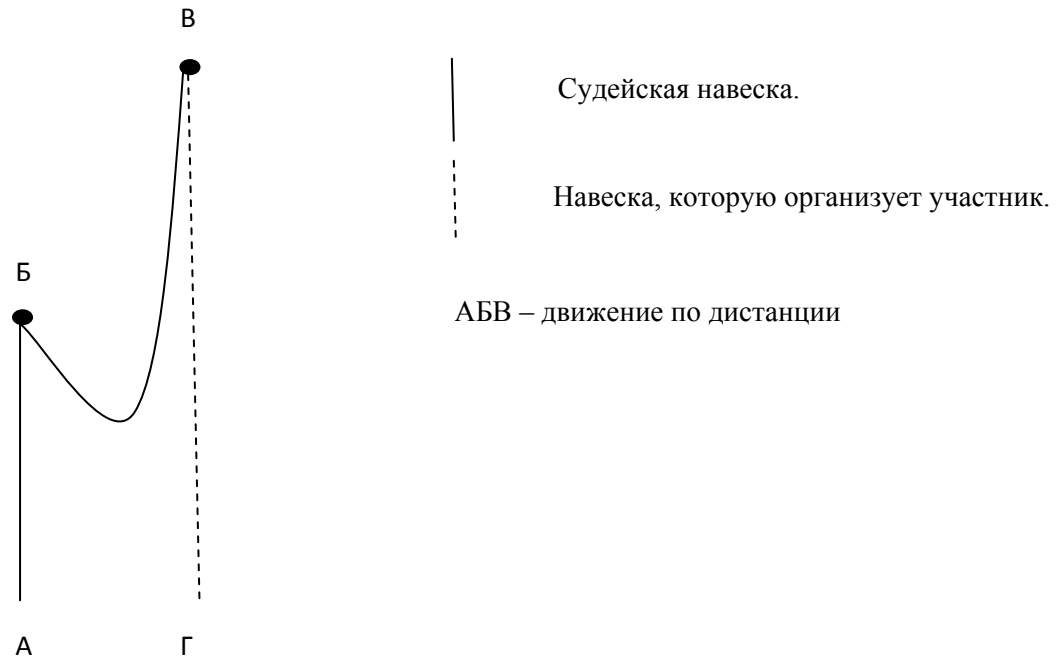 В
Судейская навеска.
Навеска, которую организует участник.
Б
АБВ – движение по дистанции
А
Г